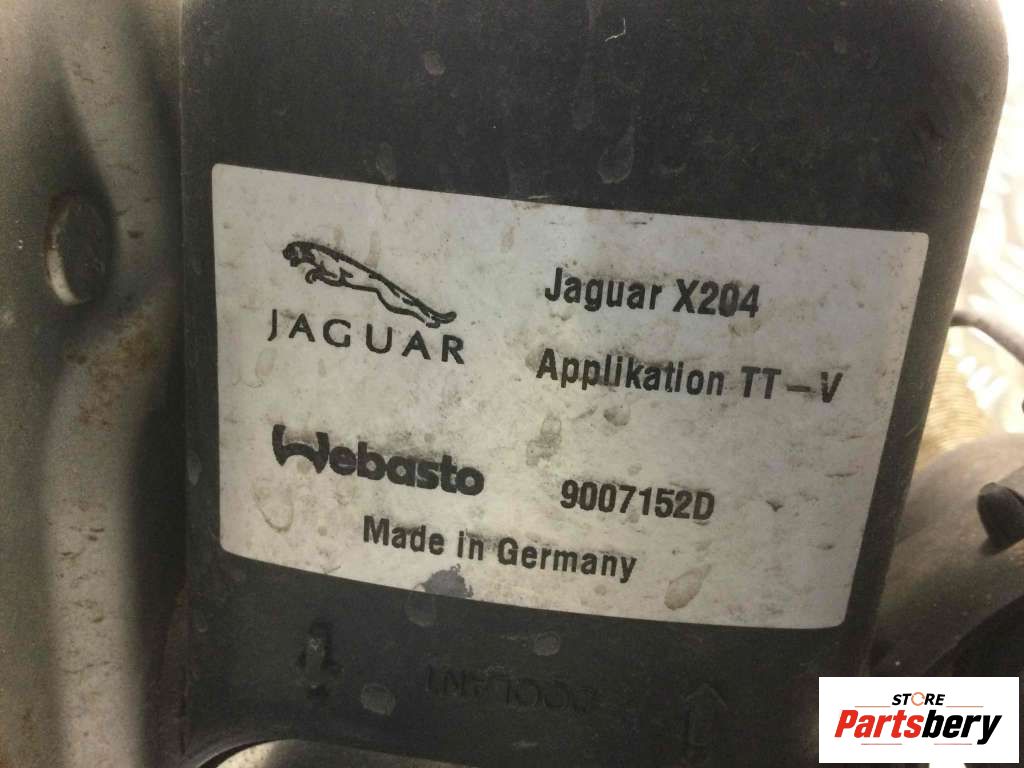 JAGUAR
Jaguar X204
Applikation TT-V
Webasto
9007152D
Made in Germany
STORE
Partsbery